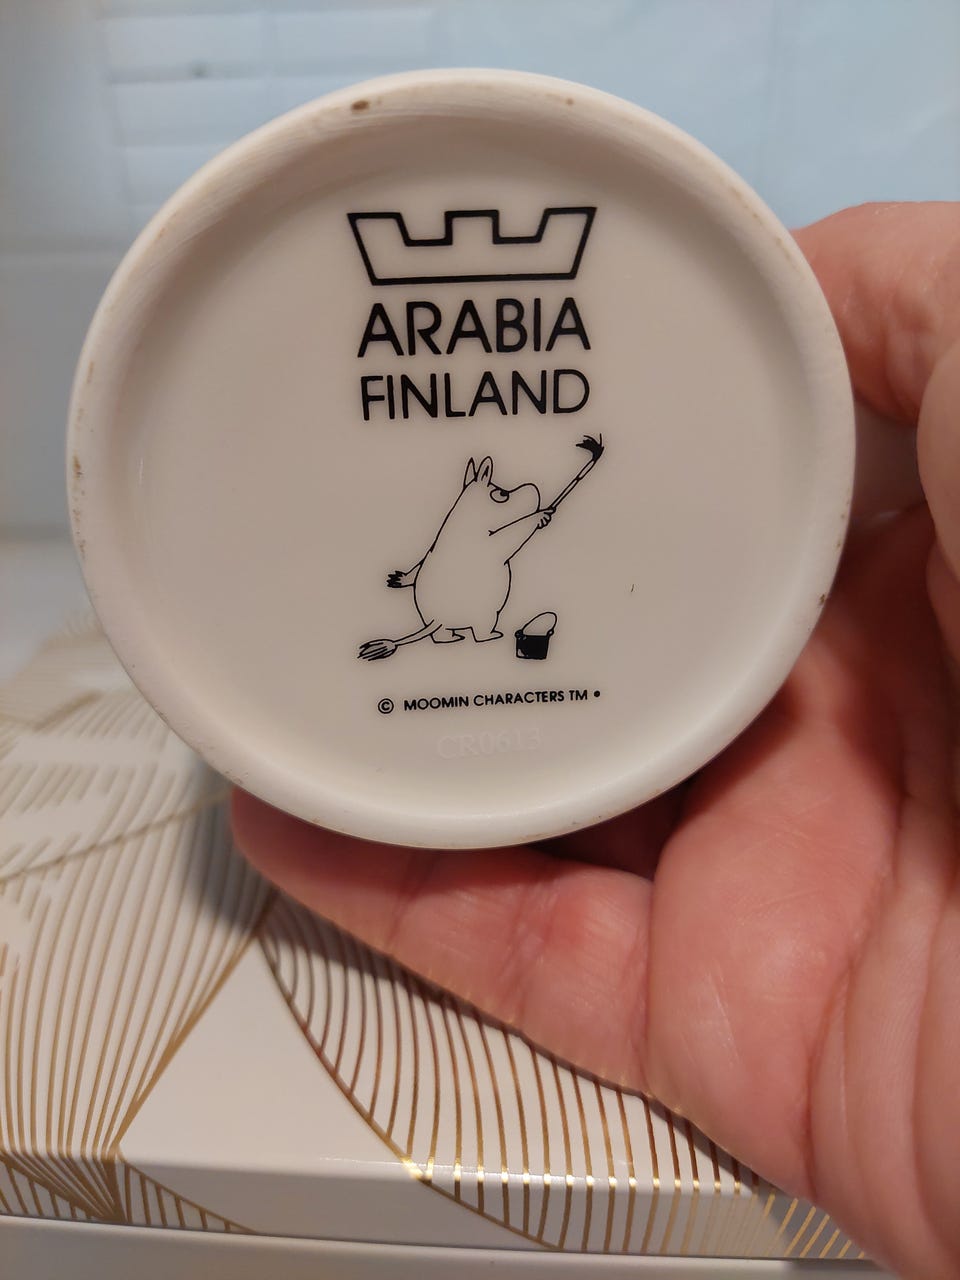 ARABIA
FINLAND
© MOOMIN CHARACTERS TM •
CR0613